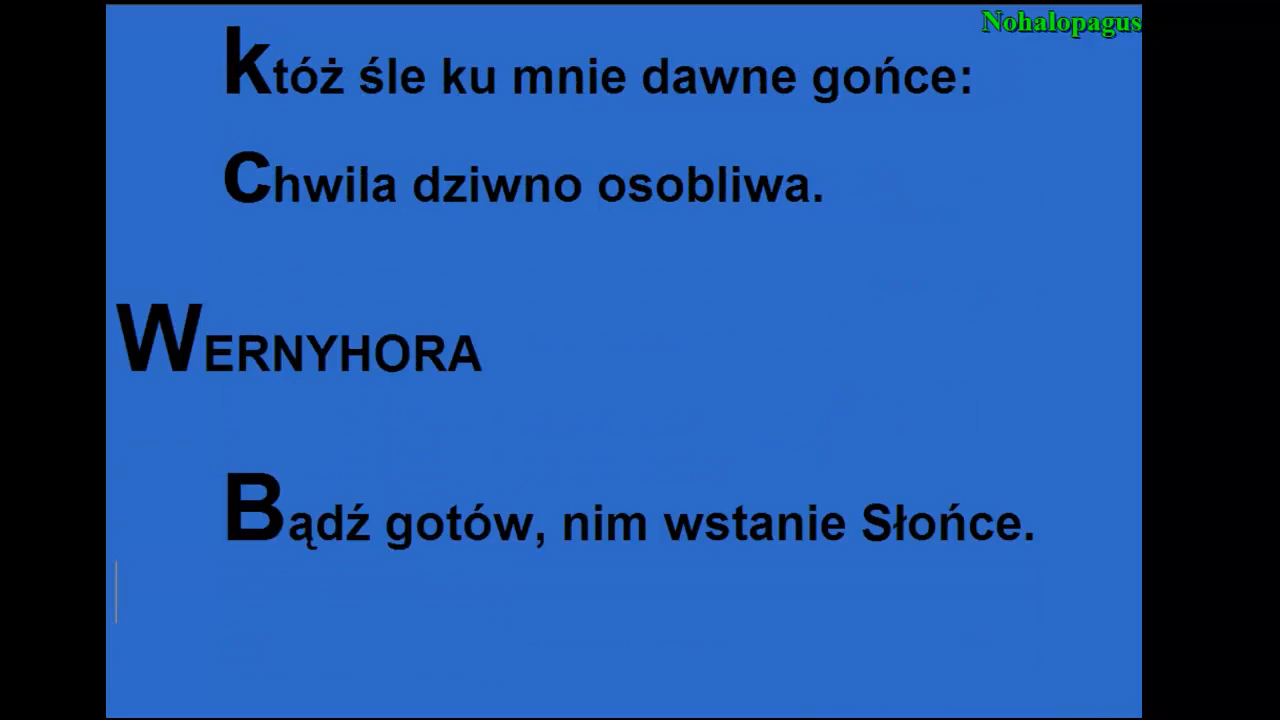 Nohalopagus
któż śle ku mnie dawne gońce:
chwila dziwno osobliwa.
WERNYHORA
Bądź gotów, nim wstanie Słońce.